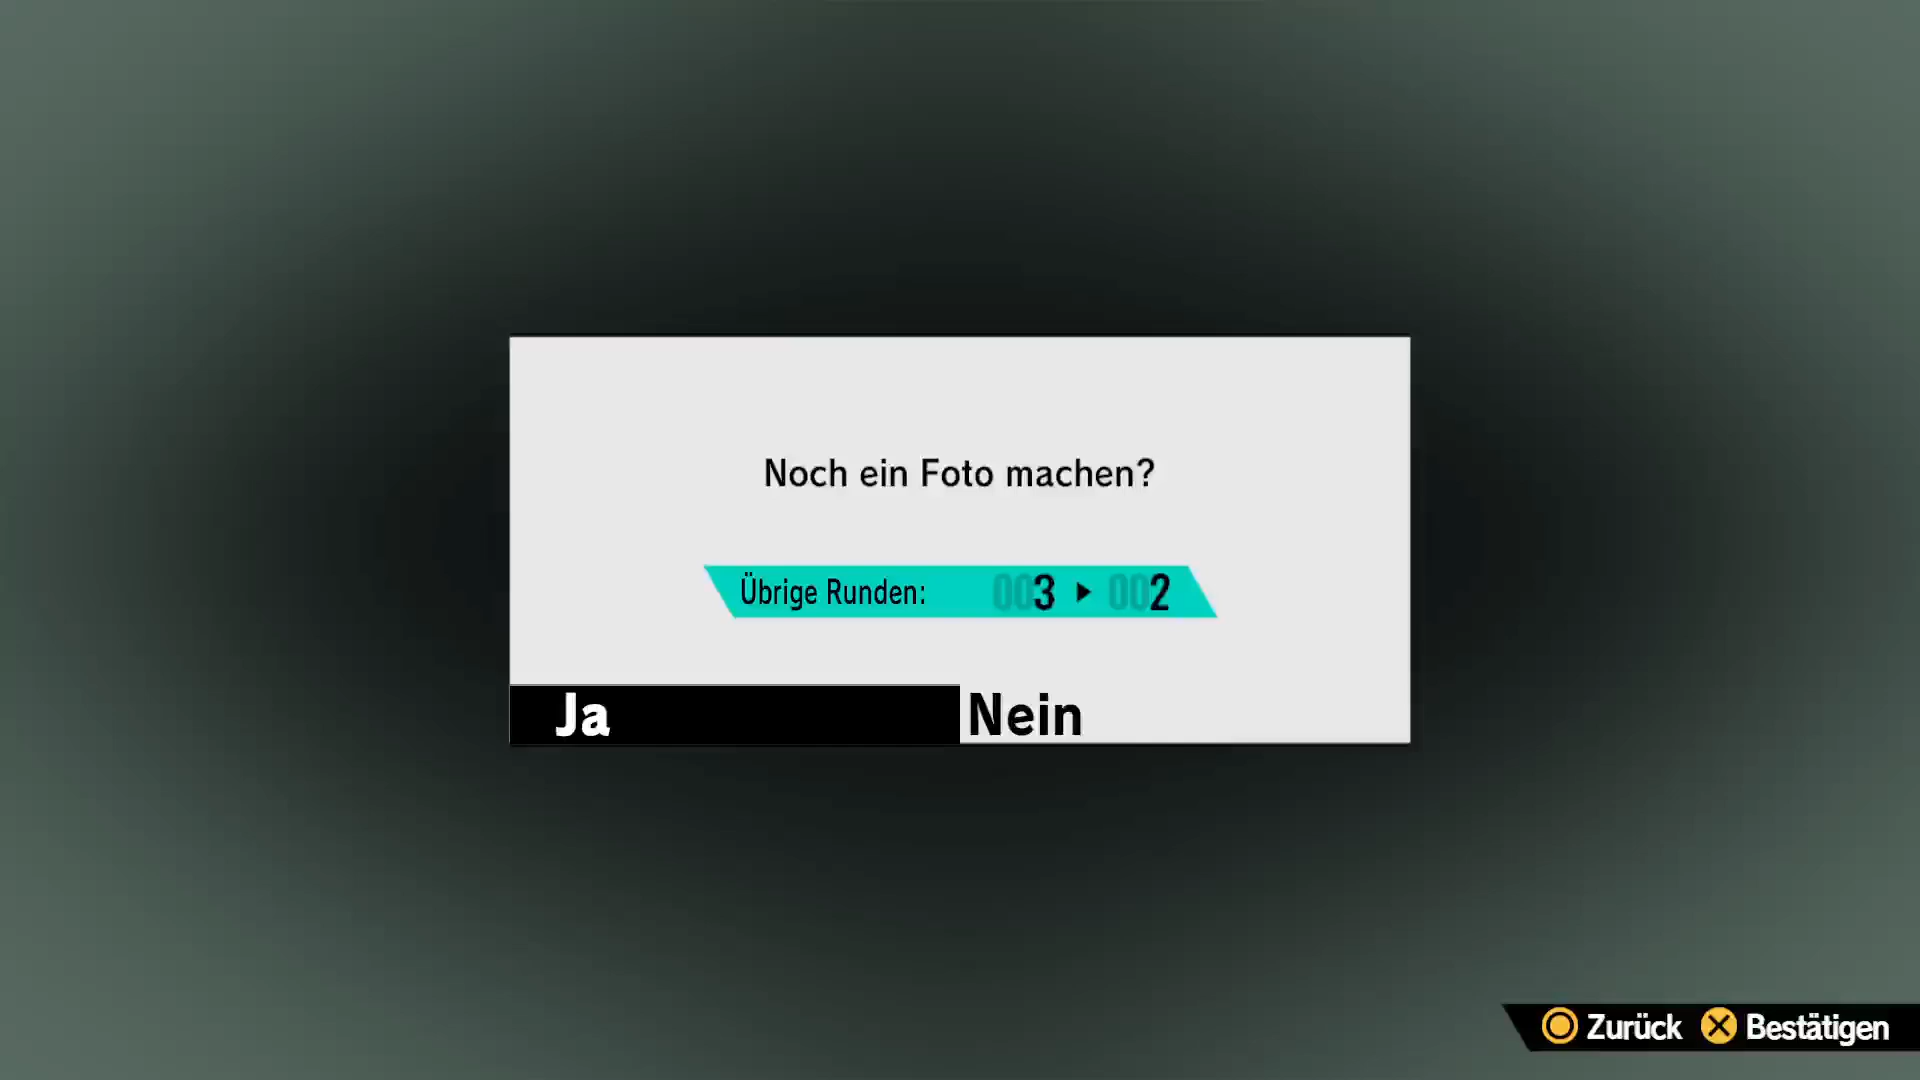 Noch ein Foto machen?
Übrige Runden: 003 ▶ 002
Ja Nein
Zurück Bestätigen